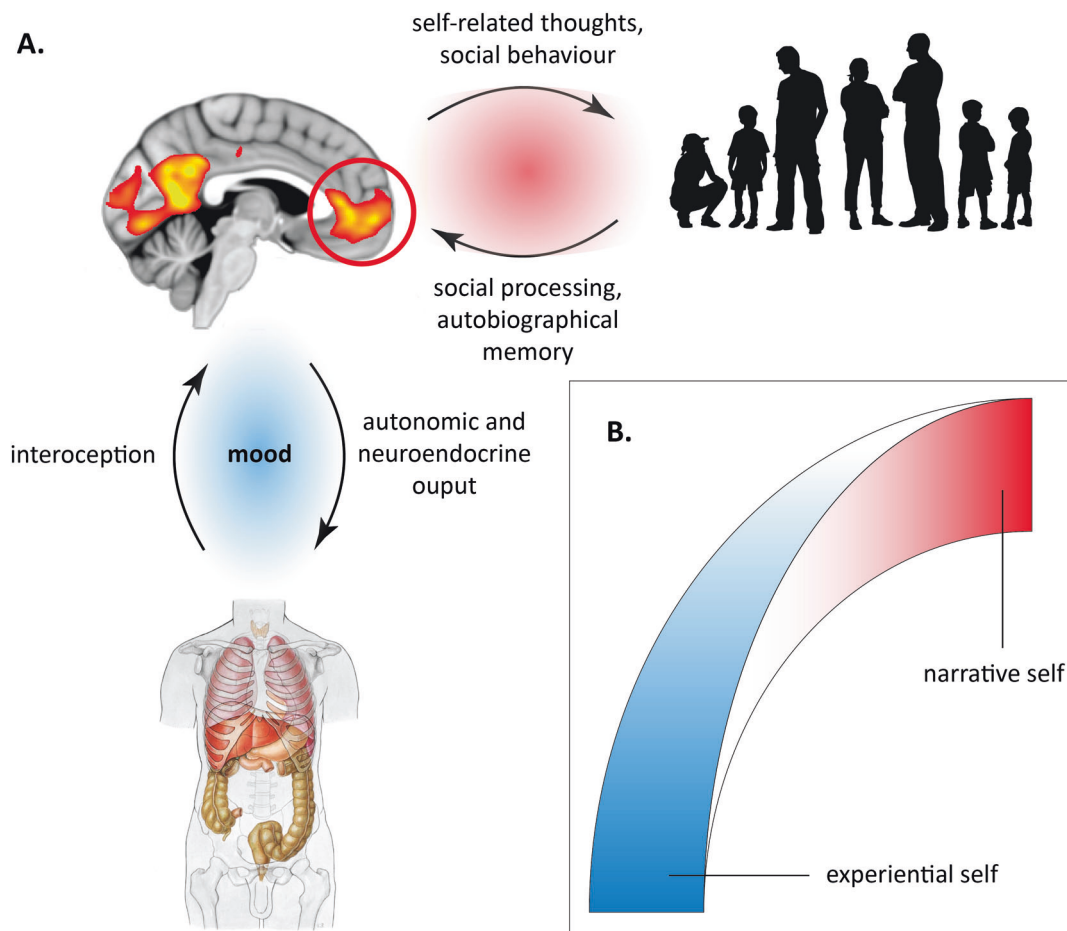 A.
self-related thoughts,
social behaviour
social processing,
autobiographical
memory
interoception
mood
autonomic and
neuroendocrine
ouput
B.
narrative self
experiential self